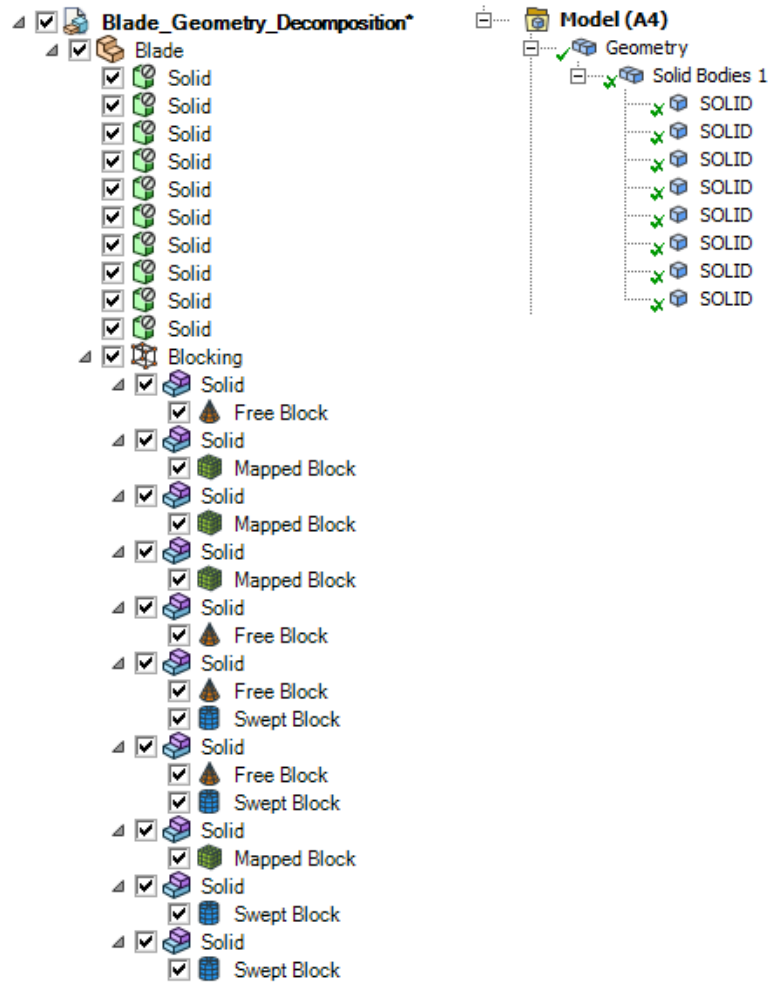 Blade_Geometry_Decomposition*
Blade
Solid
Solid
Solid
Solid
Solid
Solid
Solid
Solid
Solid
Solid
Blocking
Solid
Free Block
Solid
Mapped Block
Solid
Mapped Block
Solid
Mapped Block
Solid
Free Block
Solid
Free Block
Swept Block
Solid
Free Block
Swept Block
Solid
Mapped Block
Solid
Swept Block
Solid
Swept Block
Model (A4)
Geometry
Solid Bodies 1
SOLID
SOLID
SOLID
SOLID
SOLID
SOLID
SOLID
SOLID